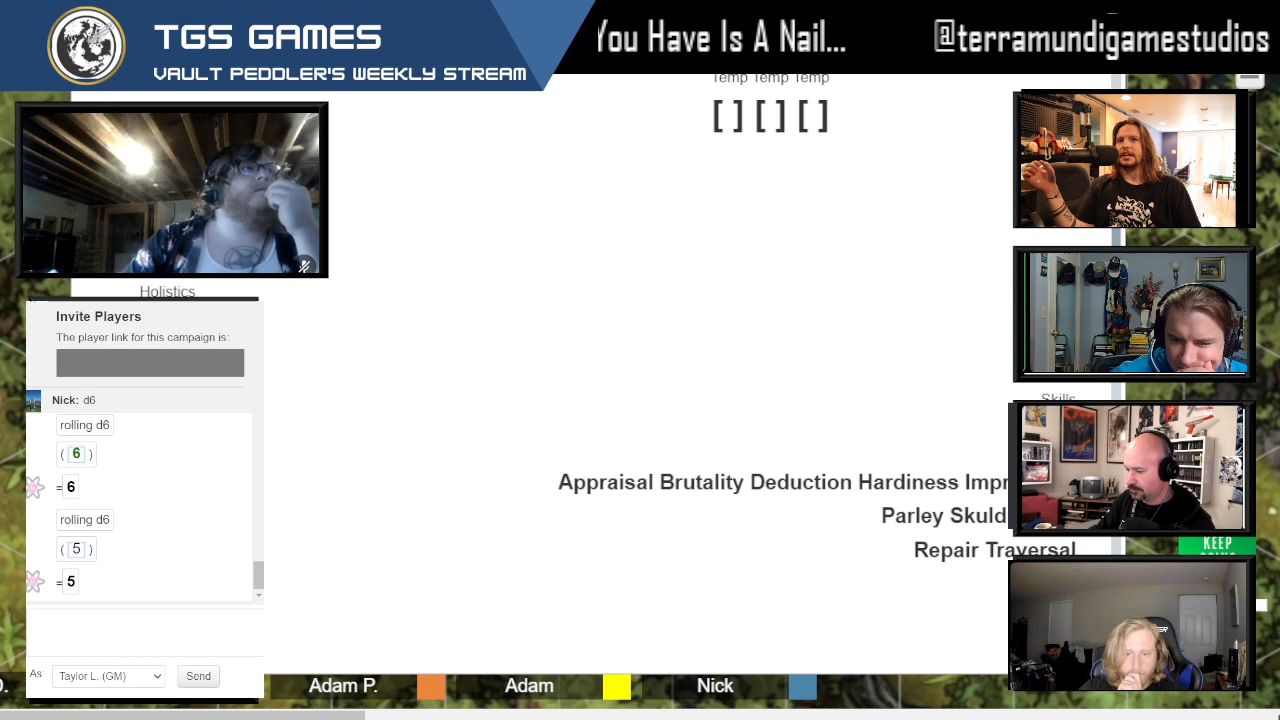 TGS GAMES
VAULT PEDDLER'S WEEKLY STREAM
You Have Is A Nail...
@terramundigamestudios
Temp Temp Temp
[ ] [ ] [ ]
Holistics
Invite Players
The player link for this campaign is:
Nick: d6
rolling d6
( 6 )
= 6
rolling d6
( 5 )
= 5
Skills
Appraisal Brutality Deduction Hardiness Impr
Parley Skuld
Repair Traversal
KEEP
As: Taylor L. (GM) Send
Adam P. Adam Nick